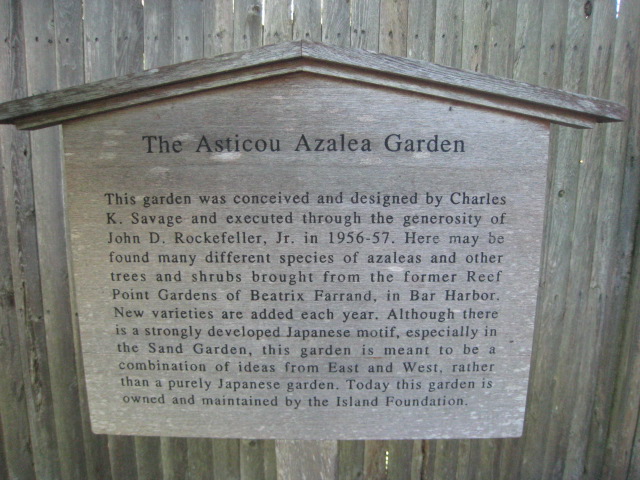 The Asticou Azalea Garden
This garden was conceived and designed by Charles
K. Savage and executed through the generosity of
John D. Rockefeller, Jr. in 1956-57. Here may be
found many different species of azaleas and other
trees and shrubs brought from the former Reef
Point Gardens of Beatrix Farrand, in Bar Harbor.
New varieties are added each year. Although there
is a strongly developed Japanese motif, especially in
the Sand Garden, this garden is meant to be a
combination of ideas from East and West, rather
than a purely Japanese garden. Today this garden is
owned and maintained by the Island Foundation.